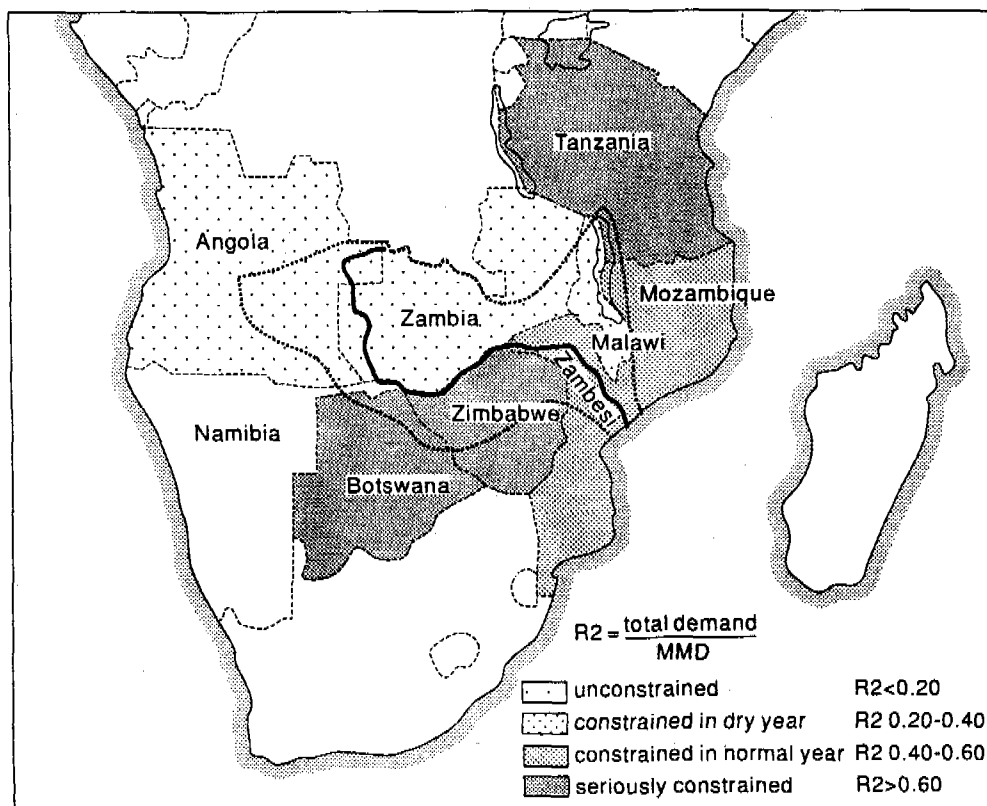 Tanzania
Angola
Mozambique
Zambia
Malawi
Zambesi
Zimbabwe
Namibia
Botswana
R2 = total demand
MMD
unconstrained R2<0.20
constrained in dry year R2 0.20-0.40
constrained in normal year R2 0.40-0.60
seriously constrained R2>0.60